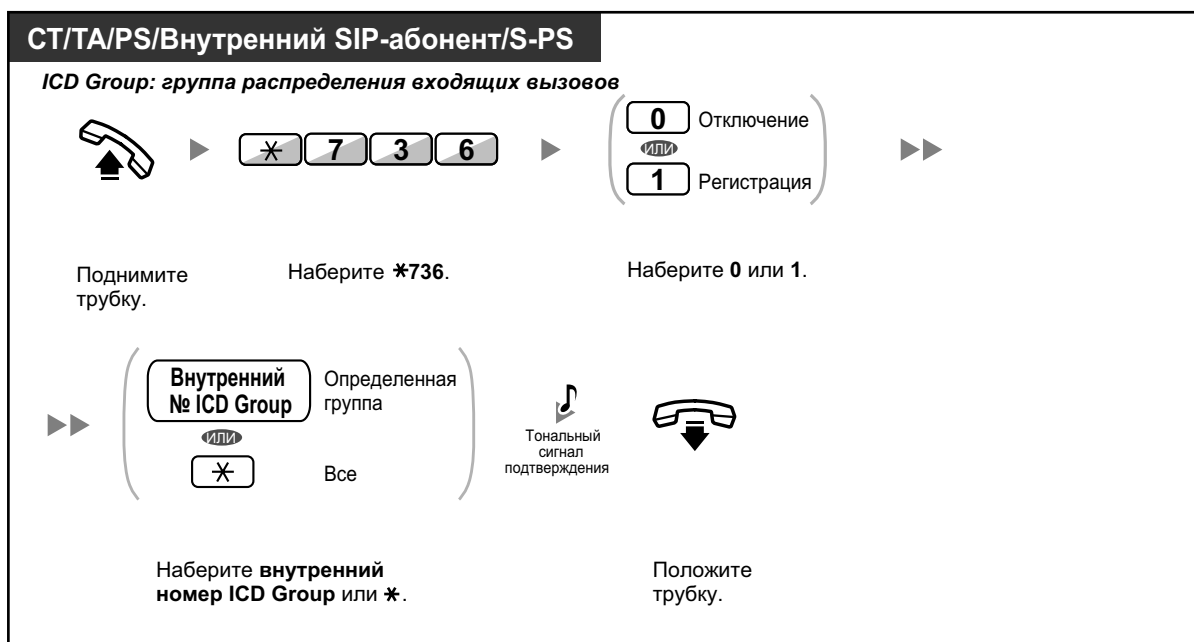 СТ/ТА/PS/Внутренний SIP-абонент/S-PS
ICD Group: группа распределения входящих вызовов
✳ 7 3 6
0 Отключение
ИЛИ
1 Регистрация
Поднимите
трубку.
Наберите ✳736.
Наберите 0 или 1.
Внутренний
№ ICD Group
Определенная
группа
ИЛИ
✳ Все
Тональный
сигнал
подтверждения
Наберите внутренний
номер ICD Group или ✳.
Положите
трубку.